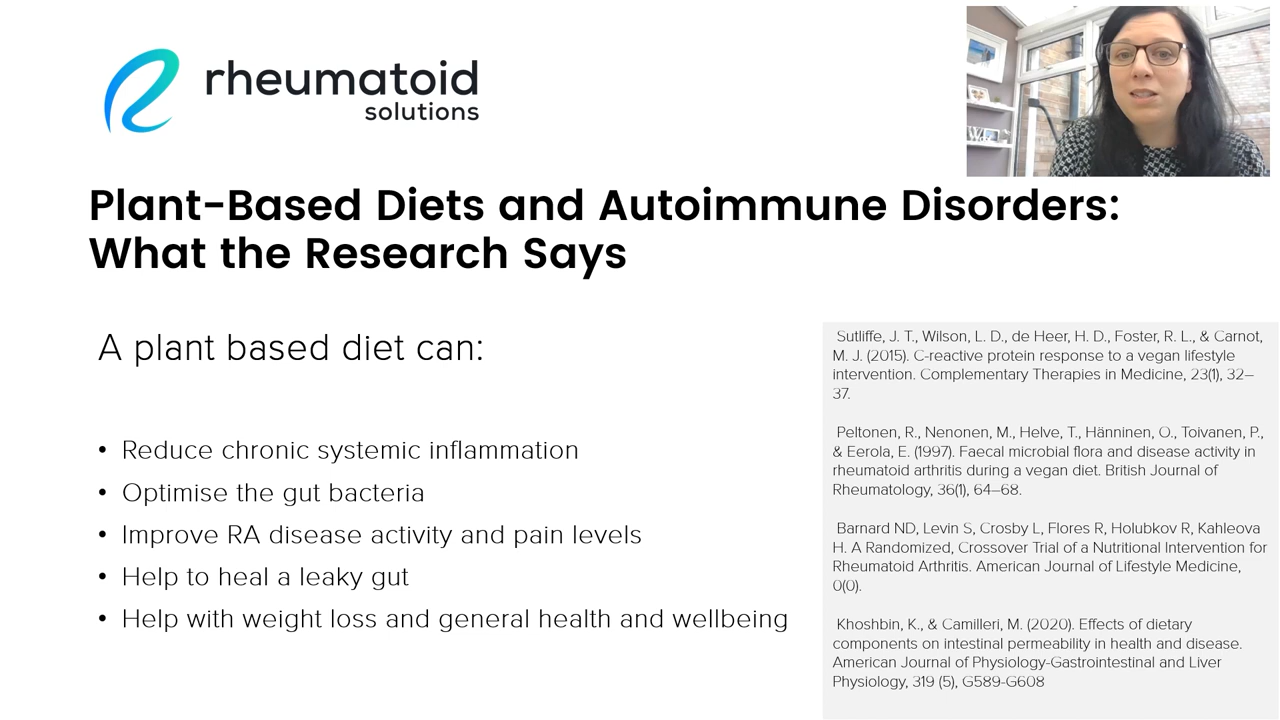 rheumatoid
solutions
Plant-Based Diets and Autoimmune Disorders:
What the Research Says
A plant based diet can:
• Reduce chronic systemic inflammation
• Optimise the gut bacteria
• Improve RA disease activity and pain levels
• Help to heal a leaky gut
• Help with weight loss and general health and wellbeing
Sutliffe, J. T., Wilson, L. D., de Heer, H. D., Foster, R. L., & Carnot,
M. J. (2015). C-reactive protein response to a vegan lifestyle
intervention. Complementary Therapies in Medicine, 23(1), 32–
37.
Peltonen, R., Nenonen, M., Helve, T., Hänninen, O., Toivanen, P.,
& Eerola, E. (1997). Faecal microbial flora and disease activity in
rheumatoid arthritis during a vegan diet. British Journal of
Rheumatology, 36(1), 64–68.
Barnard ND, Levin S, Crosby L, Flores R, Holubkov R, Kahleova
H. A Randomized, Crossover Trial of a Nutritional Intervention for
Rheumatoid Arthritis. American Journal of Lifestyle Medicine,
0(0).
Khoshbin, K., & Camilleri, M. (2020). Effects of dietary
components on intestinal permeability in health and disease.
American Journal of Physiology-Gastrointestinal and Liver
Physiology, 319 (5), G589-G608